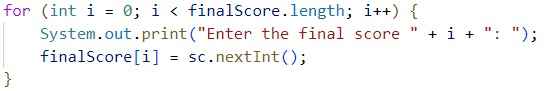 for (int i = 0; i < finalScore.length; i++) {
    System.out.print("Enter the final score " + i + ": ");
    finalScore[i] = sc.nextInt();
}